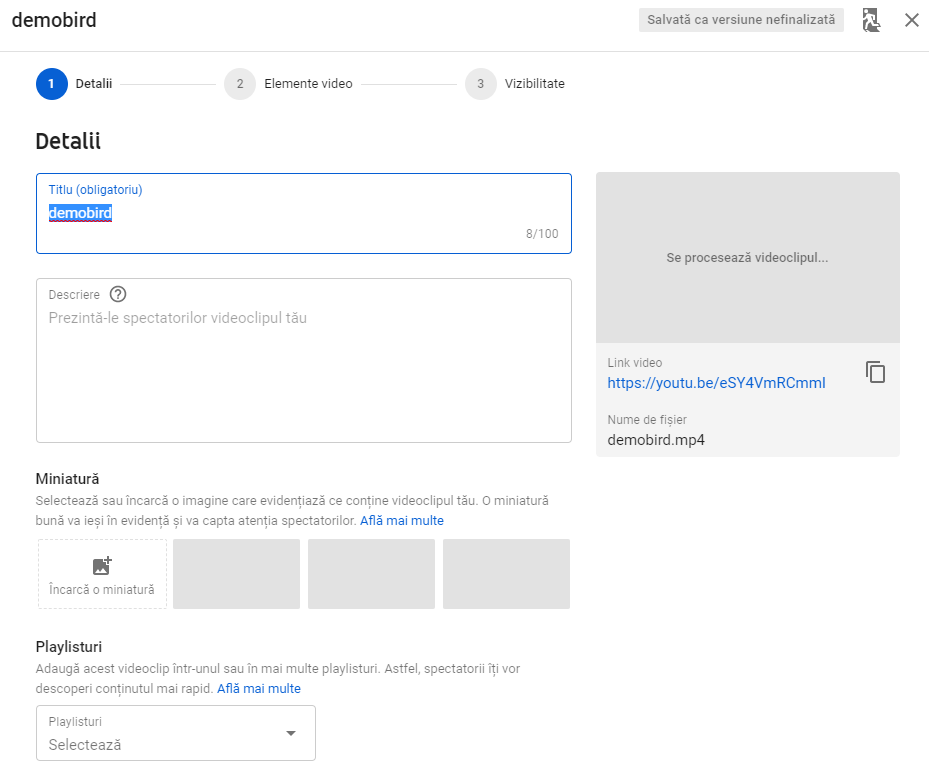 demobird
Salvată ca versiune nefinalizată
1 Detalii
2 Elemente video
3 Vizibilitate
Detalii
Titlu (obligatoriu)
demobird
8/100
Descriere ?
Prezintă-le spectatorilor videoclipul tău
Se procesează videoclipul...
Link video
https://youtu.be/eSY4VmRCmmI
Nume de fișier
demobird.mp4
Miniatură
Selectează sau încarcă o imagine care evidențiază ce conține videoclipul tău. O miniatură
bună va ieși în evidență și va capta atenția spectatorilor. Află mai multe
Încarcă o miniatură
Playlisturi
Adaugă acest videoclip într-unul sau în mai multe playlisturi. Astfel, spectatorii îți vor
descoperi conținutul mai rapid. Află mai multe
Playlisturi
Selectează